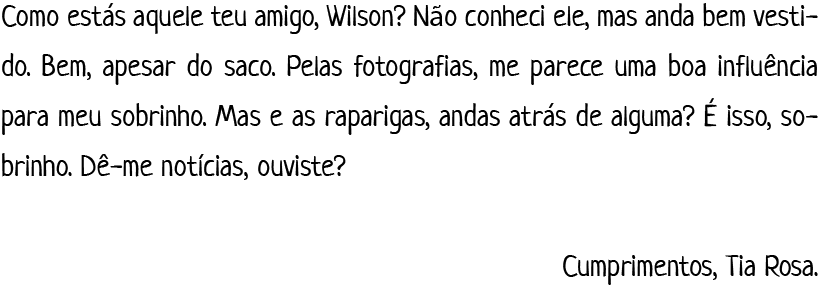 Como estás aquele teu amigo, Wilson? Não conheci ele, mas anda bem vesti-
do. Bem, apesar do saco. Pelas fotografias, me parece uma boa influência
para meu sobrinho. Mas e as raparigas, andas atrás de alguma? É isso, so-
brinho. Dê-me notícias, ouviste?
Cumprimentos, Tia Rosa.